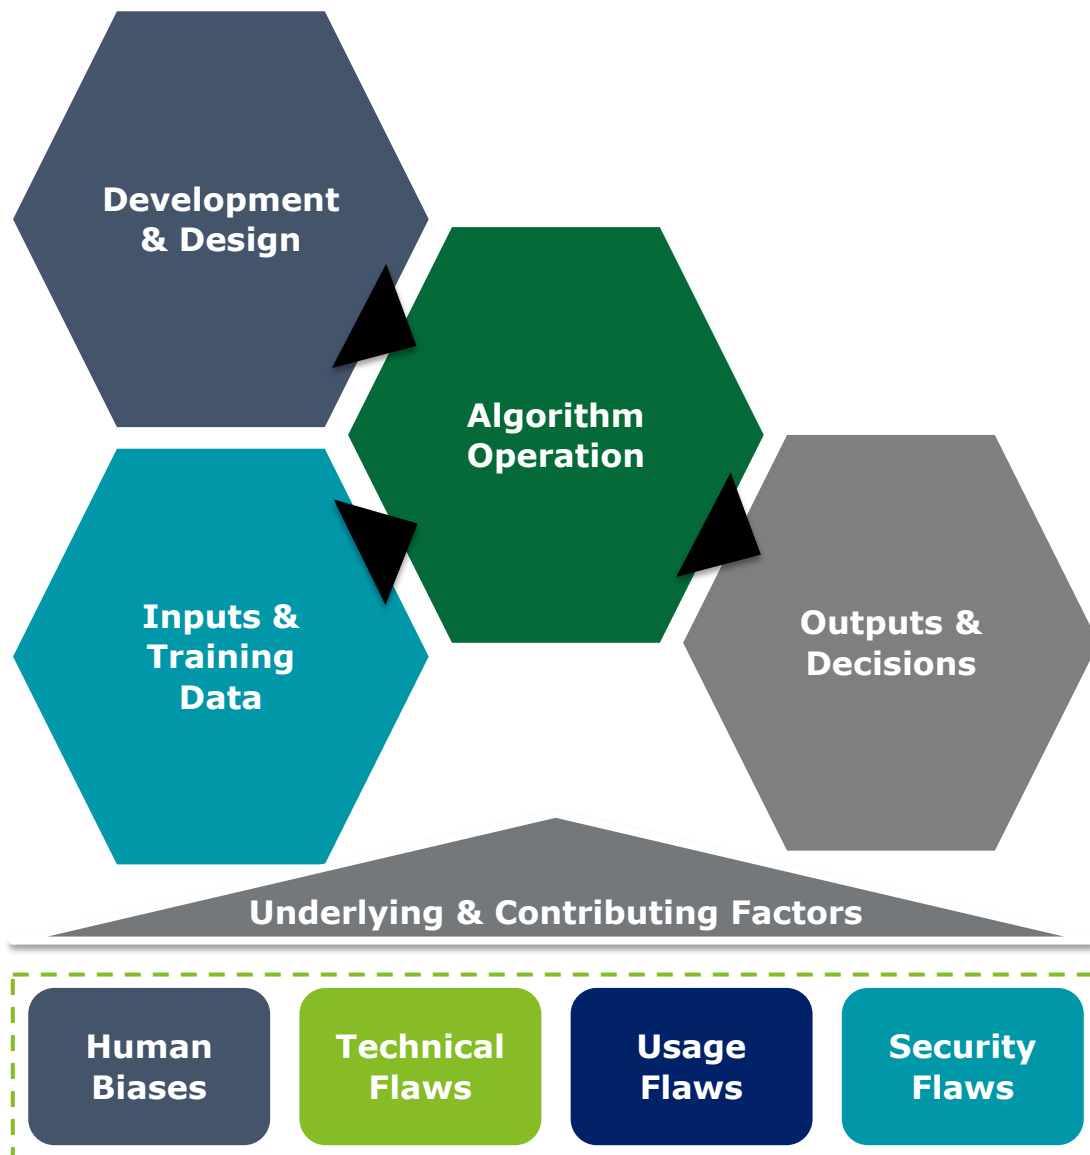 Development
& Design
Algorithm
Operation
Inputs &
Training
Data
Outputs &
Decisions
Underlying & Contributing Factors
Human
Biases
Technical
Flaws
Usage
Flaws
Security
Flaws